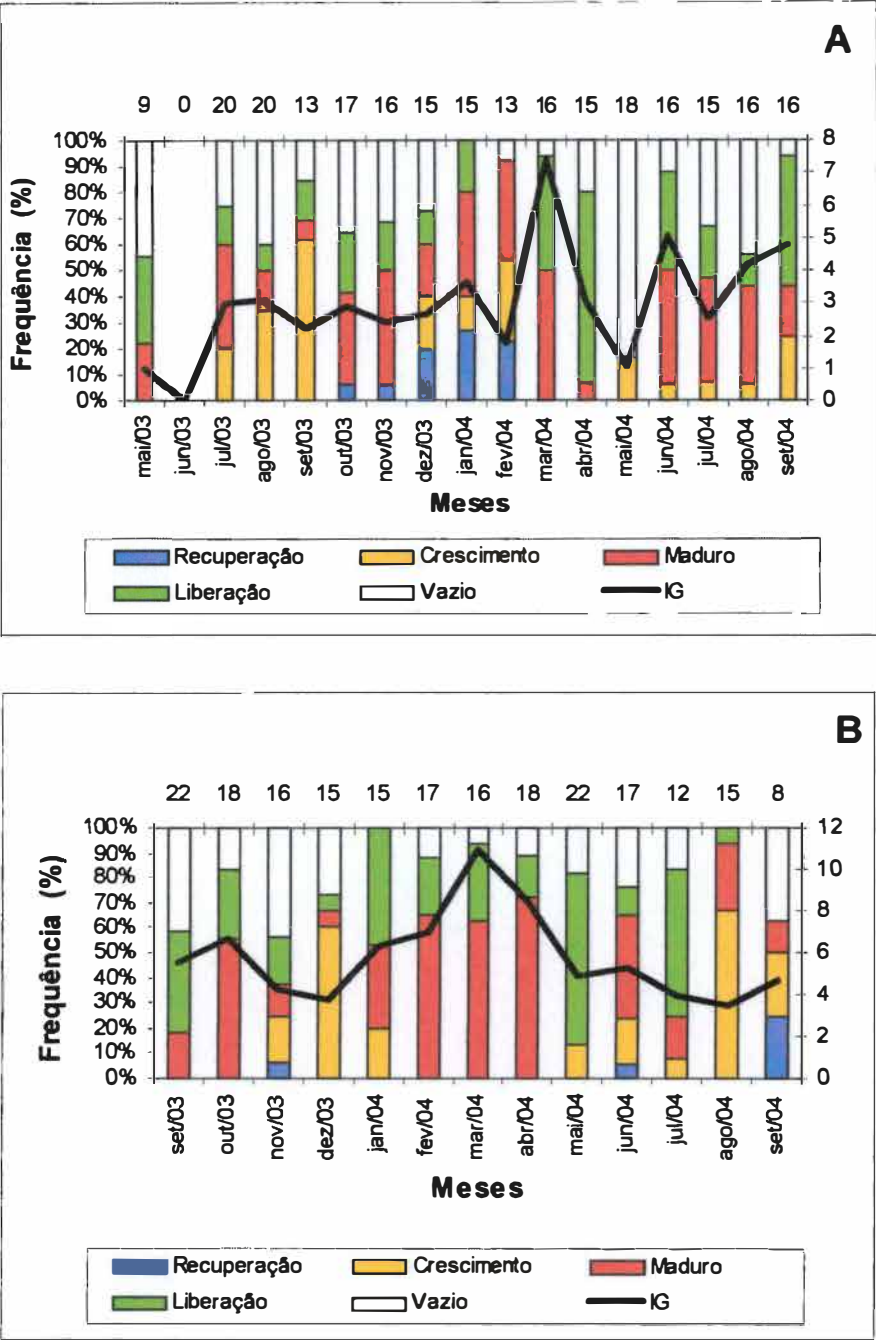 A
9 0 20 20 13 17 16 15 15 13 16 15 18 16 15 16 16
100%
90%
80%
70%
60%
50%
40%
30%
20%
10%
0%
Frequência (%)
8
7
6
5
4
3
2
1
0
mai/03 jun/03 jul/03 ago/03 set/03 out/03 nov/03 dez/03 jan/04 fev/04 mar/04 abr/04 mai/04 jun/04 jul/04 ago/04 set/04
Meses
Recuperação Crescimento Maduro
Liberação Vazio IG
B
22 18 16 15 15 17 16 18 22 17 12 15 8
100%
90%
80%
70%
60%
50%
40%
30%
20%
10%
0%
Frequência (%)
12
10
8
6
4
2
0
set/03 out/03 nov/03 dez/03 jan/04 fev/04 mar/04 abr/04 mai/04 jun/04 jul/04 ago/04 set/04
Meses
Recuperação Crescimento Maduro
Liberação Vazio IG